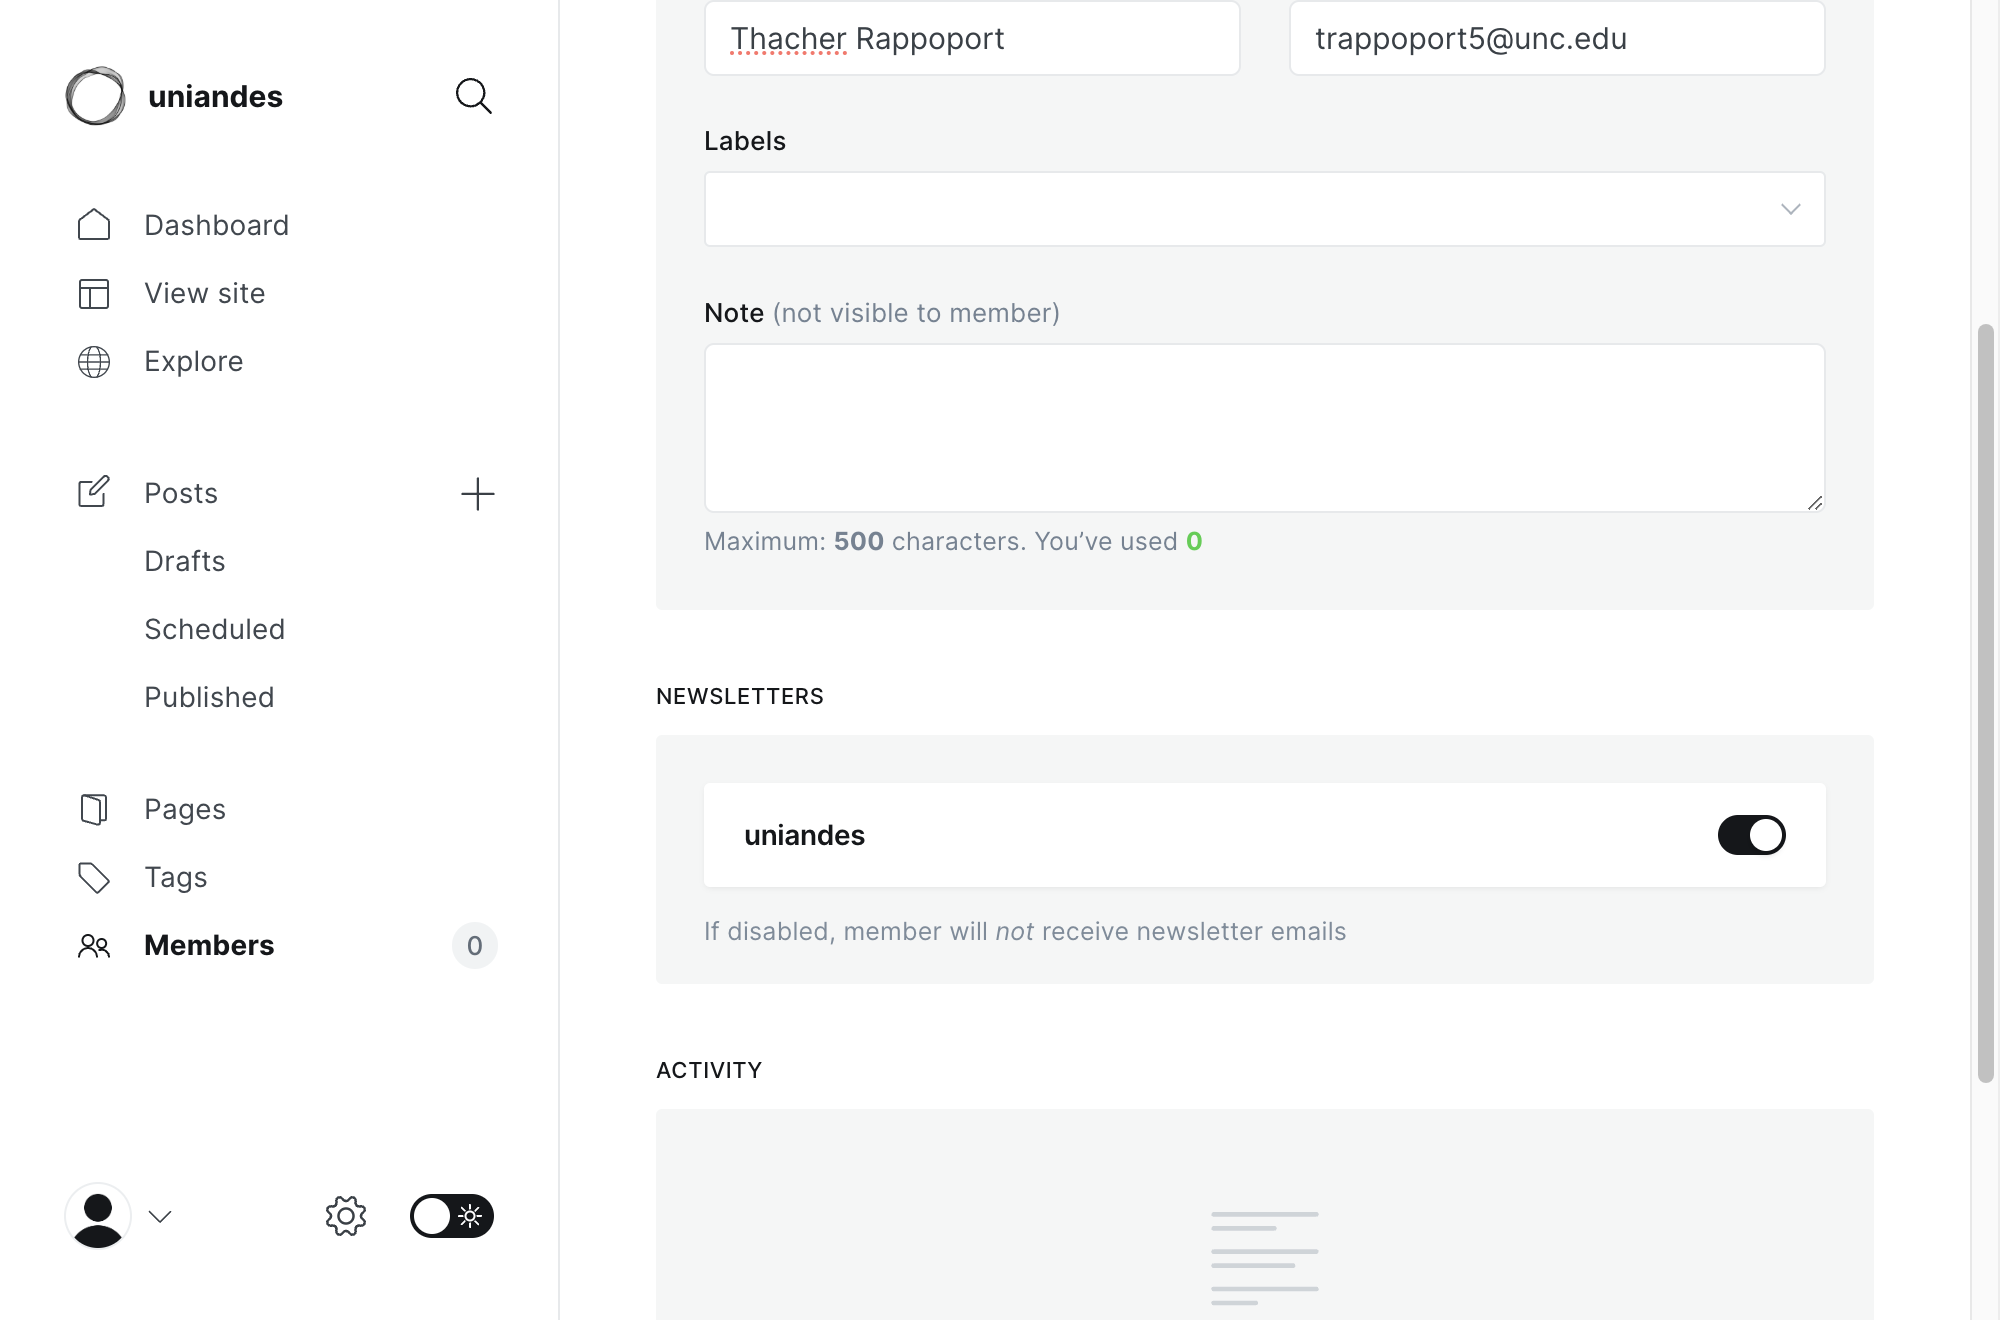 uniandes
Dashboard
View site
Explore
Posts
Drafts
Scheduled
Published
Pages
Tags
Members 0
Thacher Rappoport
trappoport5@unc.edu
Labels
Note (not visible to member)
Maximum: 500 characters. You’ve used 0
NEWSLETTERS
uniandes
If disabled, member will not receive newsletter emails
ACTIVITY